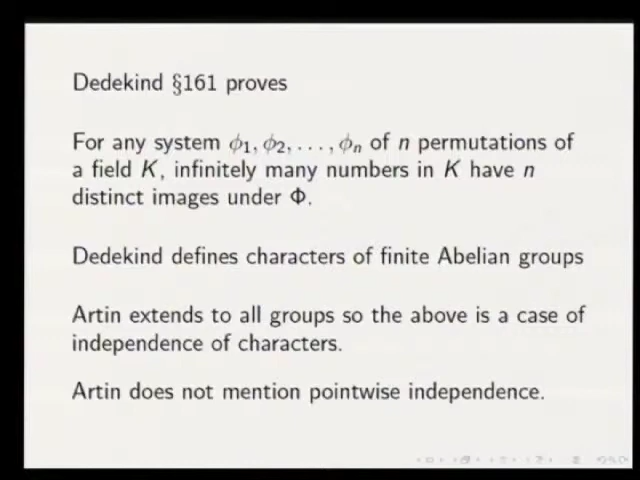 Dedekind §161 proves
For any system ϕ1, ϕ2, . . . , ϕn of n permutations of
a field K, infinitely many numbers in K have n
distinct images under Φ.
Dedekind defines characters of finite Abelian groups
Artin extends to all groups so the above is a case of
independence of characters.
Artin does not mention pointwise independence.